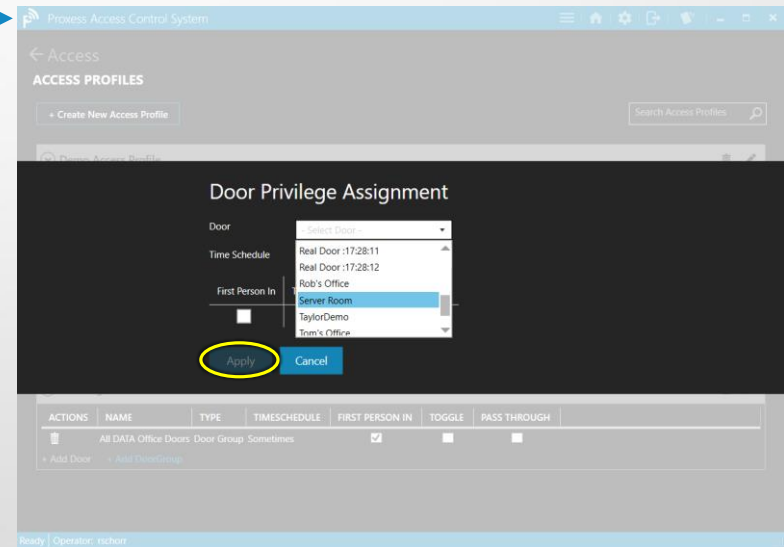 Proxess Access Control System
Access
ACCESS PROFILES
+ Create New Access Profile
Search Access Profiles
Demo Access Profile
Door Privilege Assignment
Door
- Select Door -
Time Schedule
Real Door :17:28:11
Real Door :17:28:12
Rob's Office
First Person In
Server Room
TaylorDemo
Tom's Office
Apply
Cancel
ACTIONS NAME TYPE TIMESCHEDULE FIRST PERSON IN TOGGLE PASS THROUGH
All DATA Office Doors Door Group Sometimes
+ Add Door + Add DoorGroup
Ready Operator: rschorr